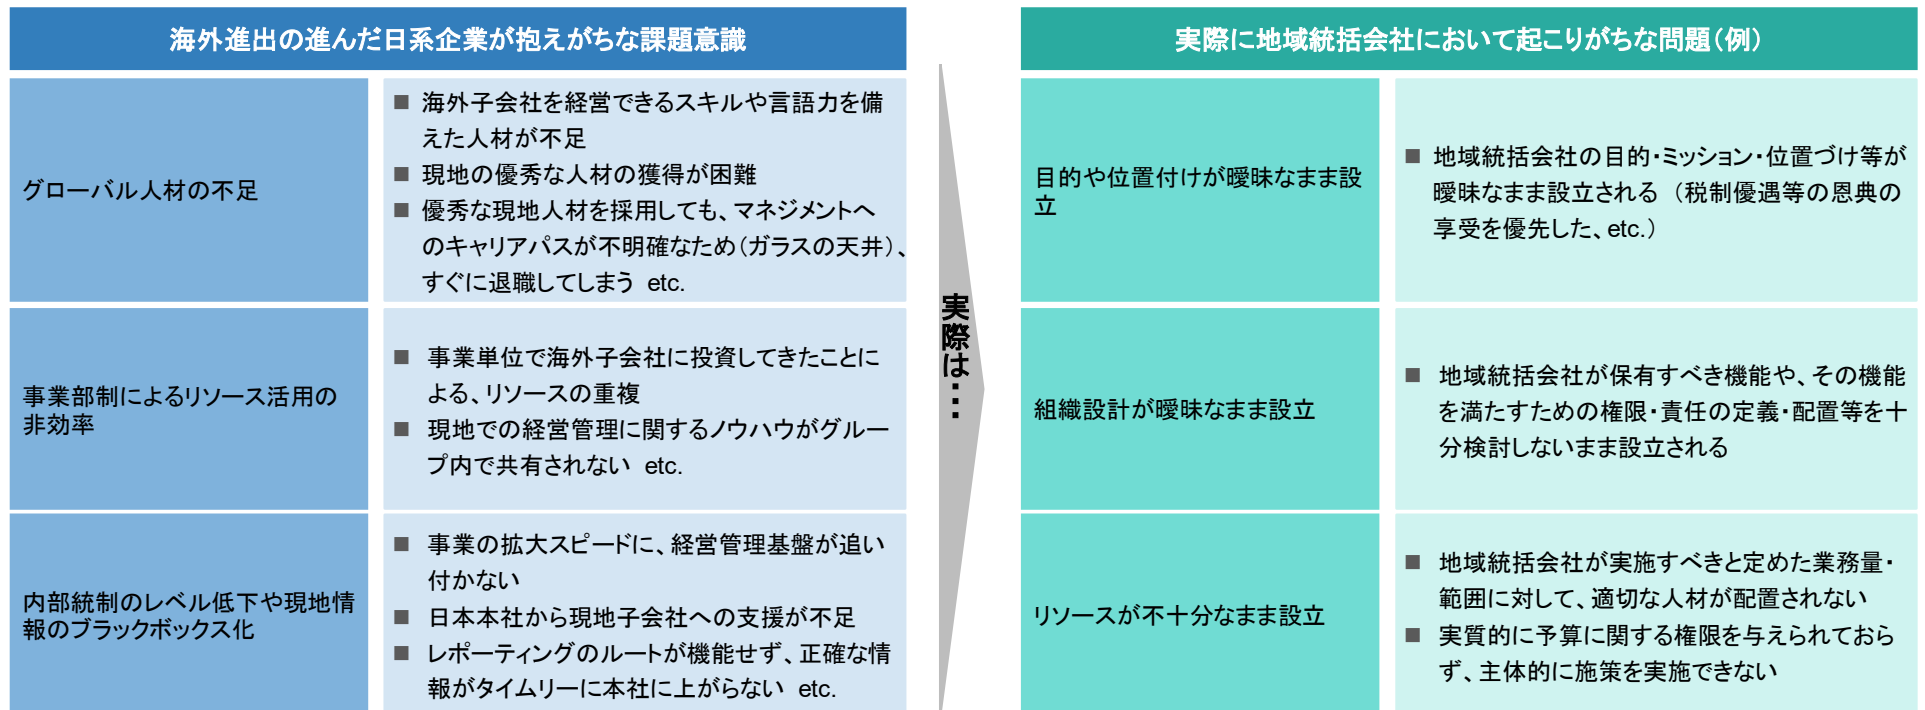 海外進出の進んだ日系企業が抱えがちな課題意識
グローバル人材の不足
■ 海外子会社を経営できるスキルや言語力を備
えた人材が不足
■ 現地の優秀な人材の獲得が困難
■ 優秀な現地人材を採用しても、マネジメントへ
のキャリアパスが不明確なため（ガラスの天井）、
すぐに退職してしまう etc.
事業部制によるリソース活用の
非効率
■ 事業単位で海外子会社に投資してきたことに
よる、リソースの重複
■ 現地での経営管理に関するノウハウがグルー
プ内で共有されない etc.
内部統制のレベル低下や現地情
報のブラックボックス化
■ 事業の拡大スピードに、経営管理基盤が追い
付かない
■ 日本本社から現地子会社への支援が不足
■ レポーティングのルートが機能せず、正確な情
報がタイムリーに本社に上がらない etc.
実際は・・・
実際に地域統括会社において起こりがちな問題（例）
目的や位置付けが曖昧なまま設
立
■ 地域統括会社の目的・ミッション・位置づけ等が
曖昧なまま設立される （税制優遇等の恩典の
享受を優先した、etc.）
組織設計が曖昧なまま設立
■ 地域統括会社が保有すべき機能や、その機能
を満たすための権限・責任の定義・配置等を十
分検討しないまま設立される
リソースが不十分なまま設立
■ 地域統括会社が実施すべきと定めた業務量・
範囲に対して、適切な人材が配置されない
■ 実質的に予算に関する権限を与えられておら
ず、主体的に施策を実施できない